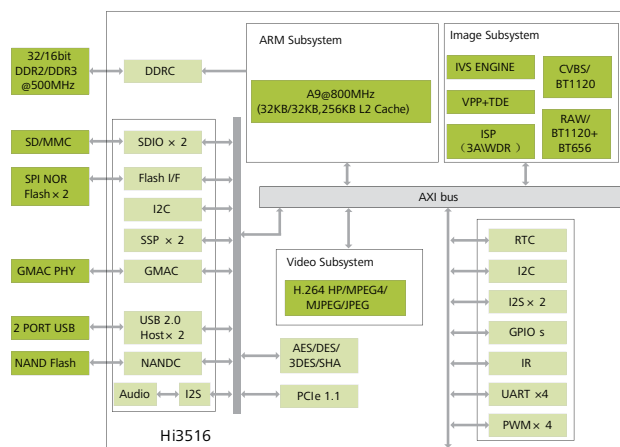 32/16bit
DDR2/DDR3
@500MHz
DDRC
ARM Subsystem
A9@800MHz
(32KB/32KB,256KB L2 Cache)
Image Subsystem
IVS ENGINE
VPP+TDE
ISP
（3A\WDR）
CVBS/
BT1120
RAW/
BT1120+
BT656
SD/MMC
SPI NOR
Flash× 2
GMAC PHY
2 PORT USB
NAND Flash
SDIO × 2
Flash I/F
I2C
SSP × 2
GMAC
USB 2.0
Host× 2
NANDC
Audio
I2S
AXI bus
Video Subsystem
H.264 HP/MPEG4/
MJPEG/JPEG
AES/DES/
3DES/SHA
PCIe 1.1
RTC
I2C
I2S × 2
GPIO s
IR
UART ×4
PWM× 4
Hi3516